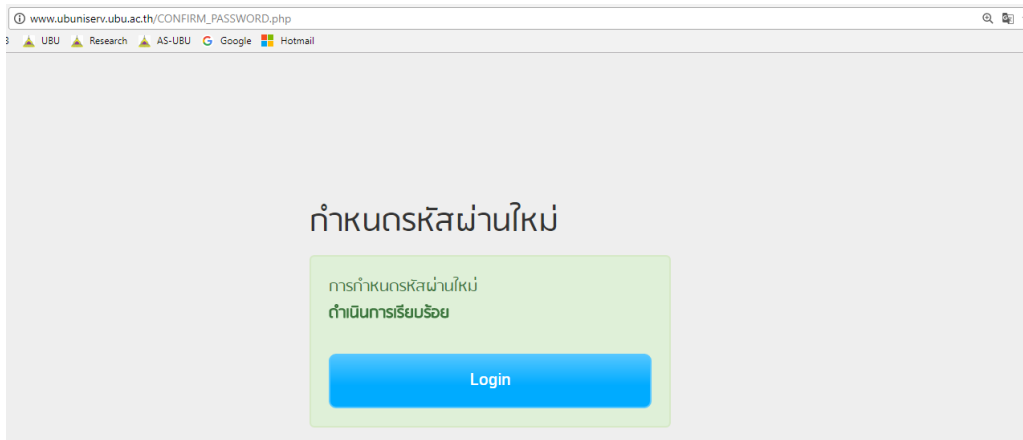 www.ubuniserv.ubu.ac.th/CONFIRM_PASSWORD.php
3 UBU Research AS-UBU G Google Hotmail
กำหนดรหัสผ่านใหม่
การกำหนดรหัสผ่านใหม่
ดำเนินการเรียบร้อย
Login